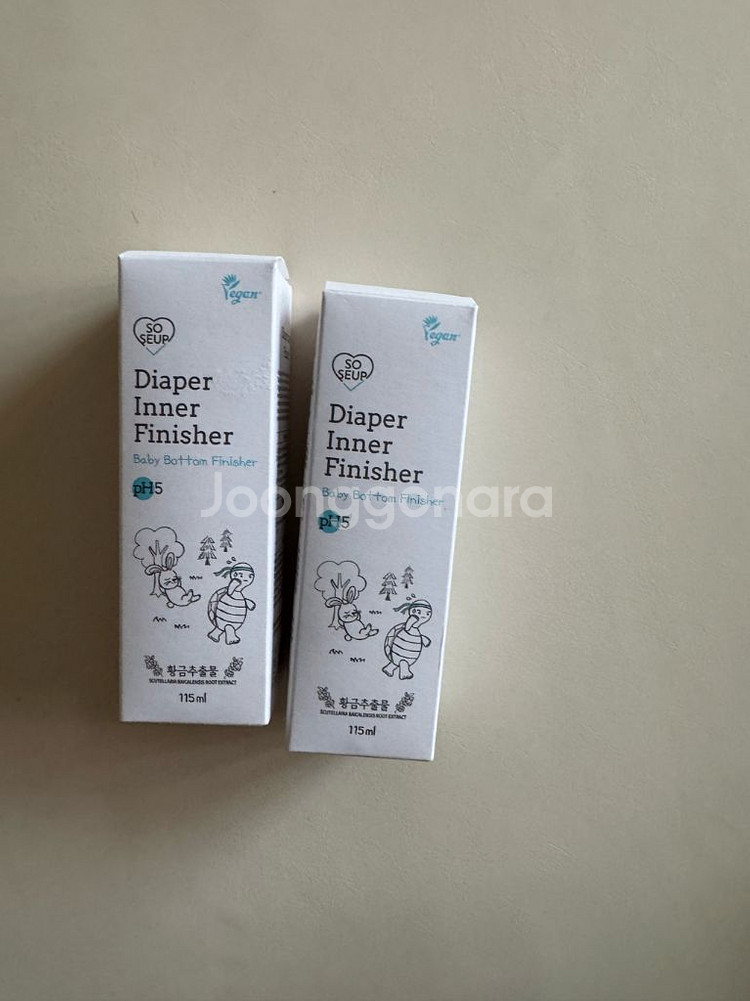 Vegan
SO
SEUP
Diaper
Inner
Finisher
Baby Bottom Finisher
pH5
황금추출물
SCUTELLARIA BAICALENSIS ROOT EXTRACT
115ml
Vegan
SO
SEUP
Diaper
Inner
Finisher
Baby Bottom Finisher
pH5
황금추출물
SCUTELLARIA BAICALENSIS ROOT EXTRACT
115ml
Joonggonara